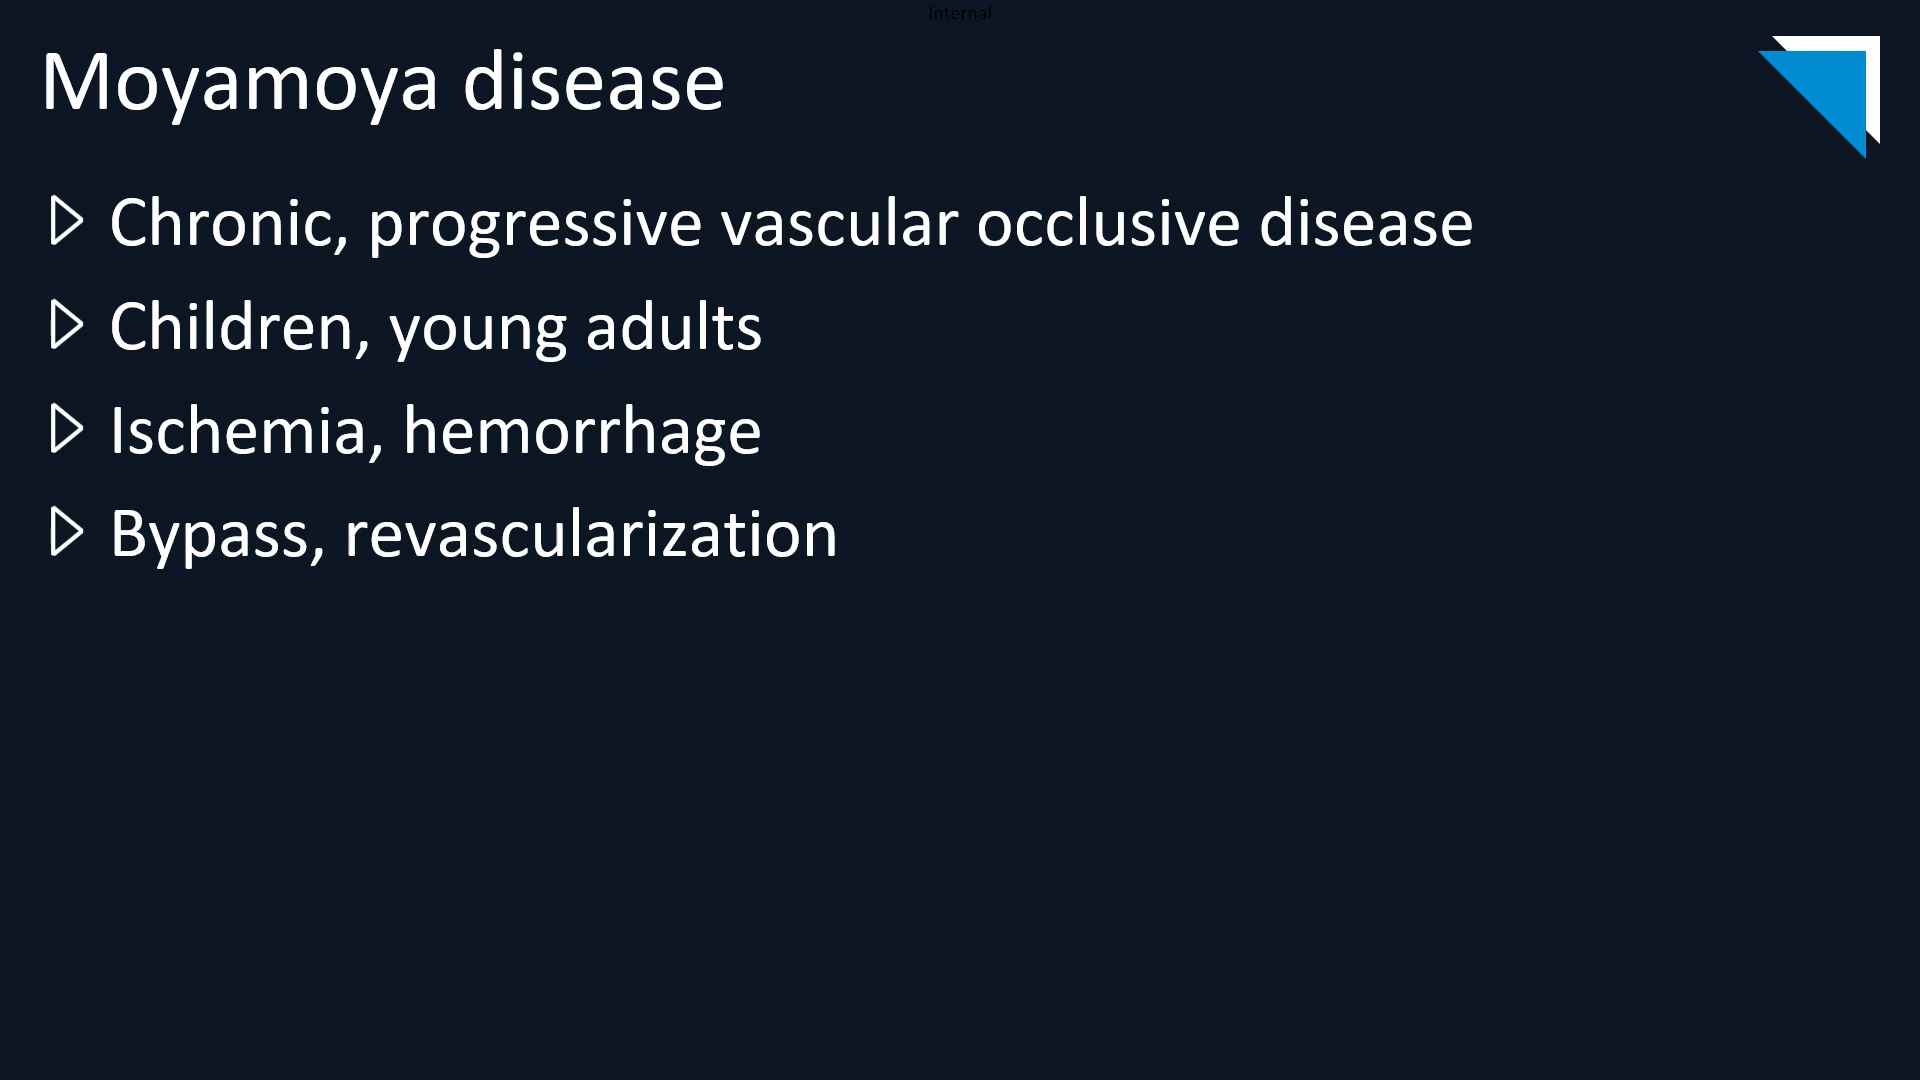 Internal
Moyamoya disease
Chronic, progressive vascular occlusive disease
Children, young adults
Ischemia, hemorrhage
Bypass, revascularization